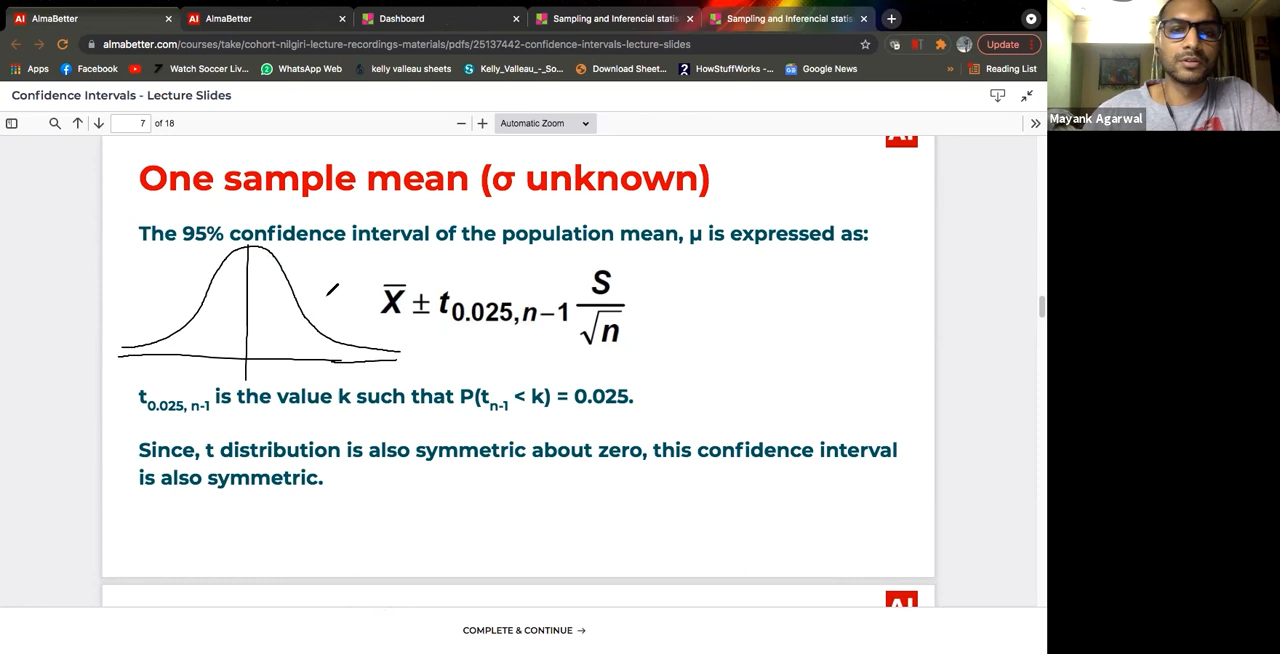 AI AlmaBetter
AI AlmaBetter
Dashboard
Sampling and Inferencial statis
Sampling and Inferencial statis
almabetter.com/courses/take/cohort-nilgiri-lecture-recordings-materials/pdfs/25137442-confidence-intervals-lecture-slides
Update
Apps
Facebook
Watch Soccer Liv...
WhatsApp Web
kelly valleau sheets
Kelly_Valleau_-_So...
Download Sheet...
HowStuffWorks -...
Google News
»
Reading List
Confidence Intervals - Lecture Slides
Mayank Agarwal
7 of 18
Automatic Zoom
One sample mean (σ unknown)
The 95% confidence interval of the population mean, μ is expressed as:
X̄ ± t0.025, n−1 S/√n
t0.025, n-1 is the value k such that P(tn-1 < k) = 0.025.
Since, t distribution is also symmetric about zero, this confidence interval
is also symmetric.
COMPLETE & CONTINUE →